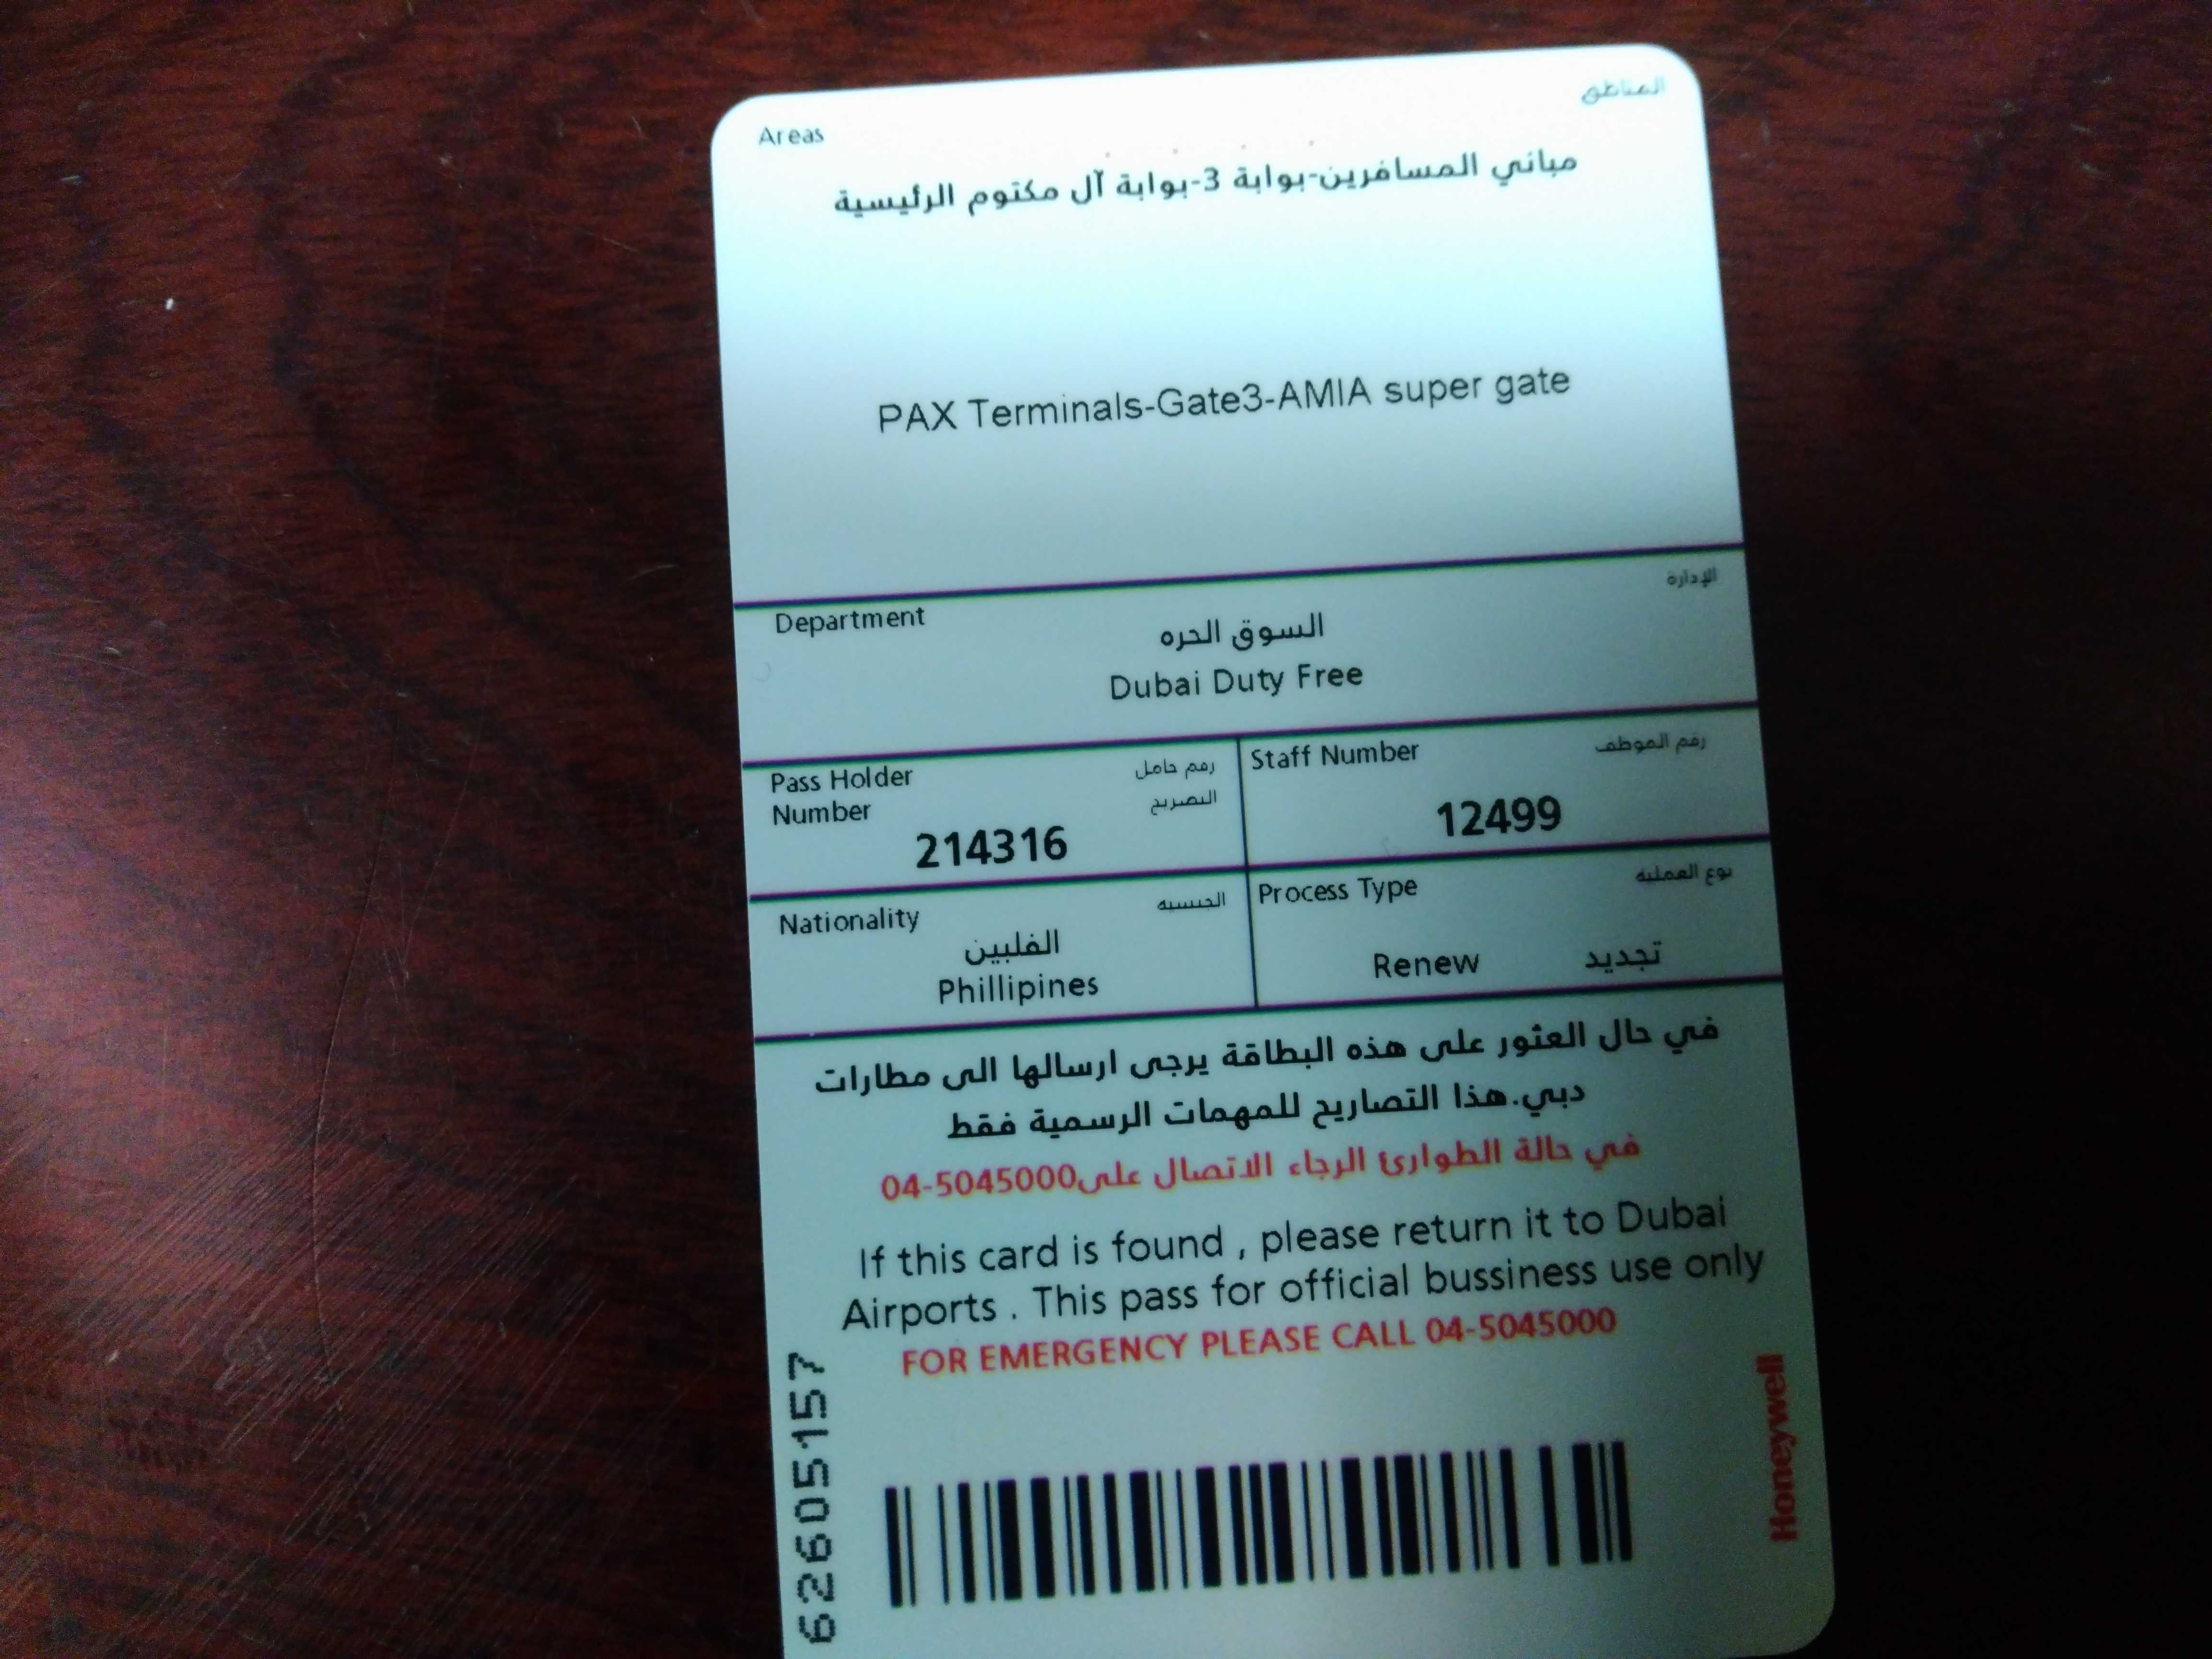 Areas
المناطق
مباني المسافرين-بوابة 3-بوابة آل مكتوم الرئيسية
PAX Terminals-Gate3-AMIA super gate
Department
الإدارة
السوق الحره
Dubai Duty Free
Pass Holder
رقم حامل
Number
التصريح
214316
Staff Number
رقم الموظف
12499
Nationality
الجنسية
الفلبين
Phillipines
Process Type
نوع العملية
Renew
تجديد
في حال العثور على هذه البطاقة يرجى ارسالها الى مطارات
دبي.هذا التصاريح للمهمات الرسمية فقط
في حالة الطوارئ الرجاء الاتصال على04-5045000
If this card is found , please return it to Dubai
Airports . This pass for official bussiness use only
FOR EMERGENCY PLEASE CALL 04-5045000
62605157
Honeywell